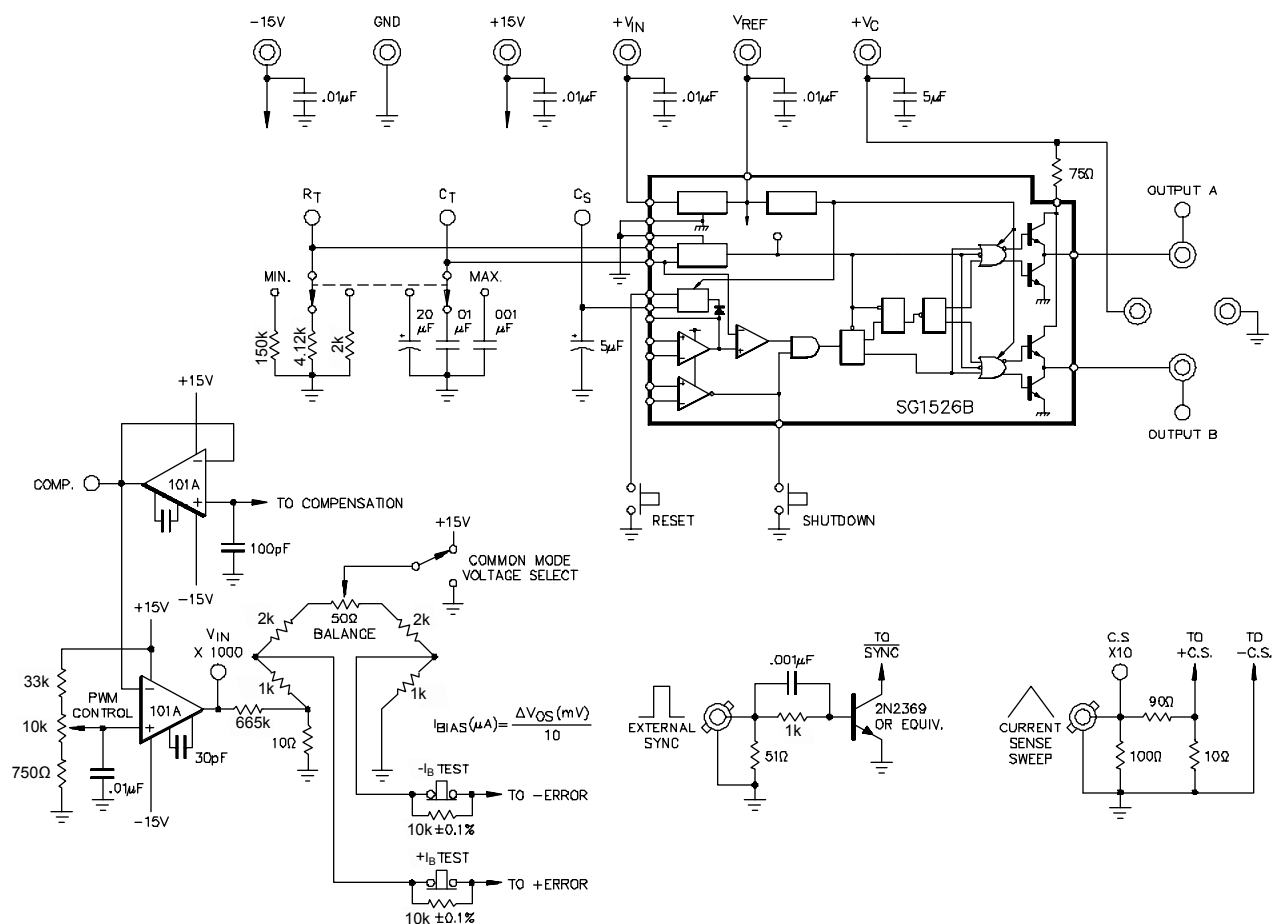 -15V
GND
+15V
+VIN
VREF
+VC
.01µF
.01µF
.01µF
.01µF
5µF
75Ω
OUTPUT A
RT
CT
CS
MIN.
MAX.
150k
4.12k
2k
20 µF
.01 µF
.001 µF
5µF
SG1526B
OUTPUT B
+15V
COMP.
101A
-
+
TO COMPENSATION
100pF
-15V
RESET
SHUTDOWN
+15V
COMMON MODE
VOLTAGE SELECT
50Ω
BALANCE
2k
2k
1k
1k
+15V
VIN
X 1000
33k
10k
750Ω
PWM
CONTROL
-
+
101A
665k
10Ω
30pF
.01µF
-15V
IBIAS(µA)= ΔVOS(mV)
10
-IB TEST
TO -ERROR
10k ±0.1%
+IB TEST
TO +ERROR
10k ±0.1%
EXTERNAL
SYNC
.001µF
1k
51Ω
TO
SYNC
2N2369
OR EQUIV.
CURRENT
SENSE
SWEEP
C.S
X10
TO
+C.S.
TO
-C.S.
90Ω
100Ω
10Ω